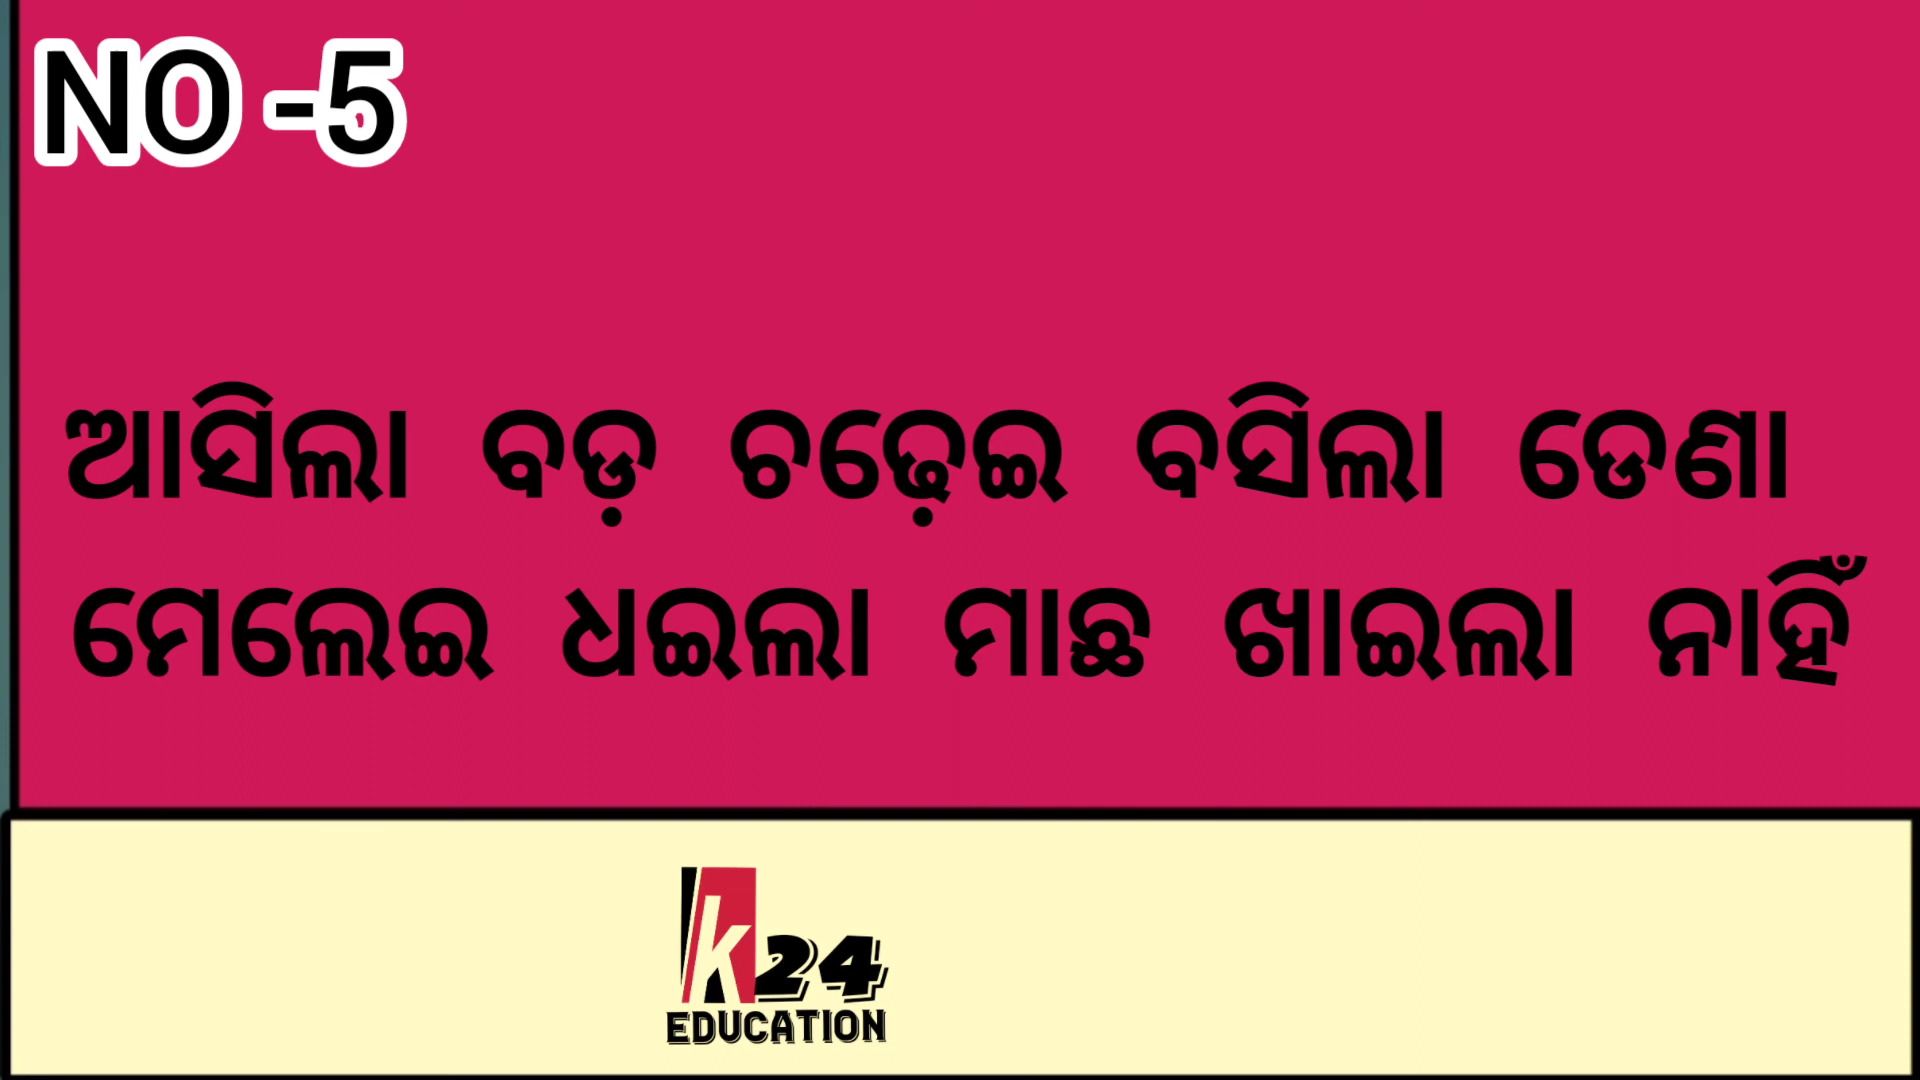 NO -5
ଆସିଲା ବଡ଼ ଚଢ଼େଇ ବସିଲା ଡେଣା
ମେଲେଇ ଧଇଲା ମାଛ ଖାଇଲା ନାହିଁ
k24
EDUCATION